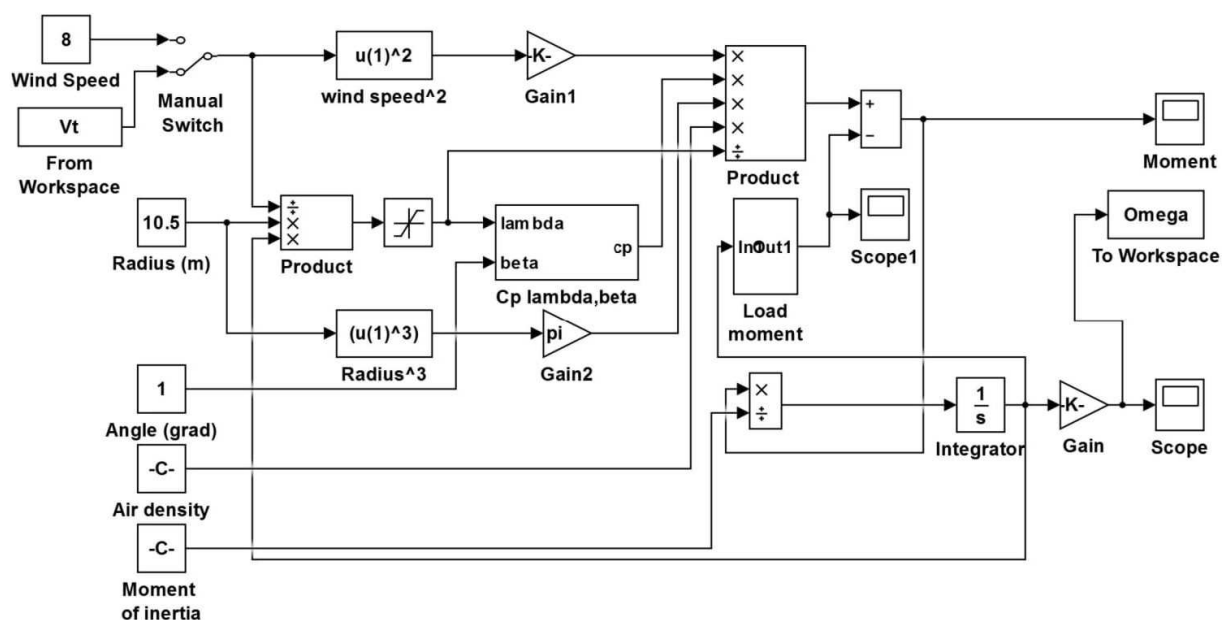 8
Wind Speed
Vt
From
Workspace
Manual
Switch
u(1)^2
wind speed^2
-K-
Gain1
×
×
×
×
÷
Product
+
−
Moment
10.5
Radius (m)
÷
×
×
Product
lambda
beta
cp
Cp lambda,beta
In1
Out1
Load
moment
Scope1
Omega
To Workspace
(u(1)^3)
Radius^3
pi
Gain2
1
Angle (grad)
×
÷
1
s
Integrator
-K-
Gain
Scope
-C-
Air density
-C-
Moment
of inertia